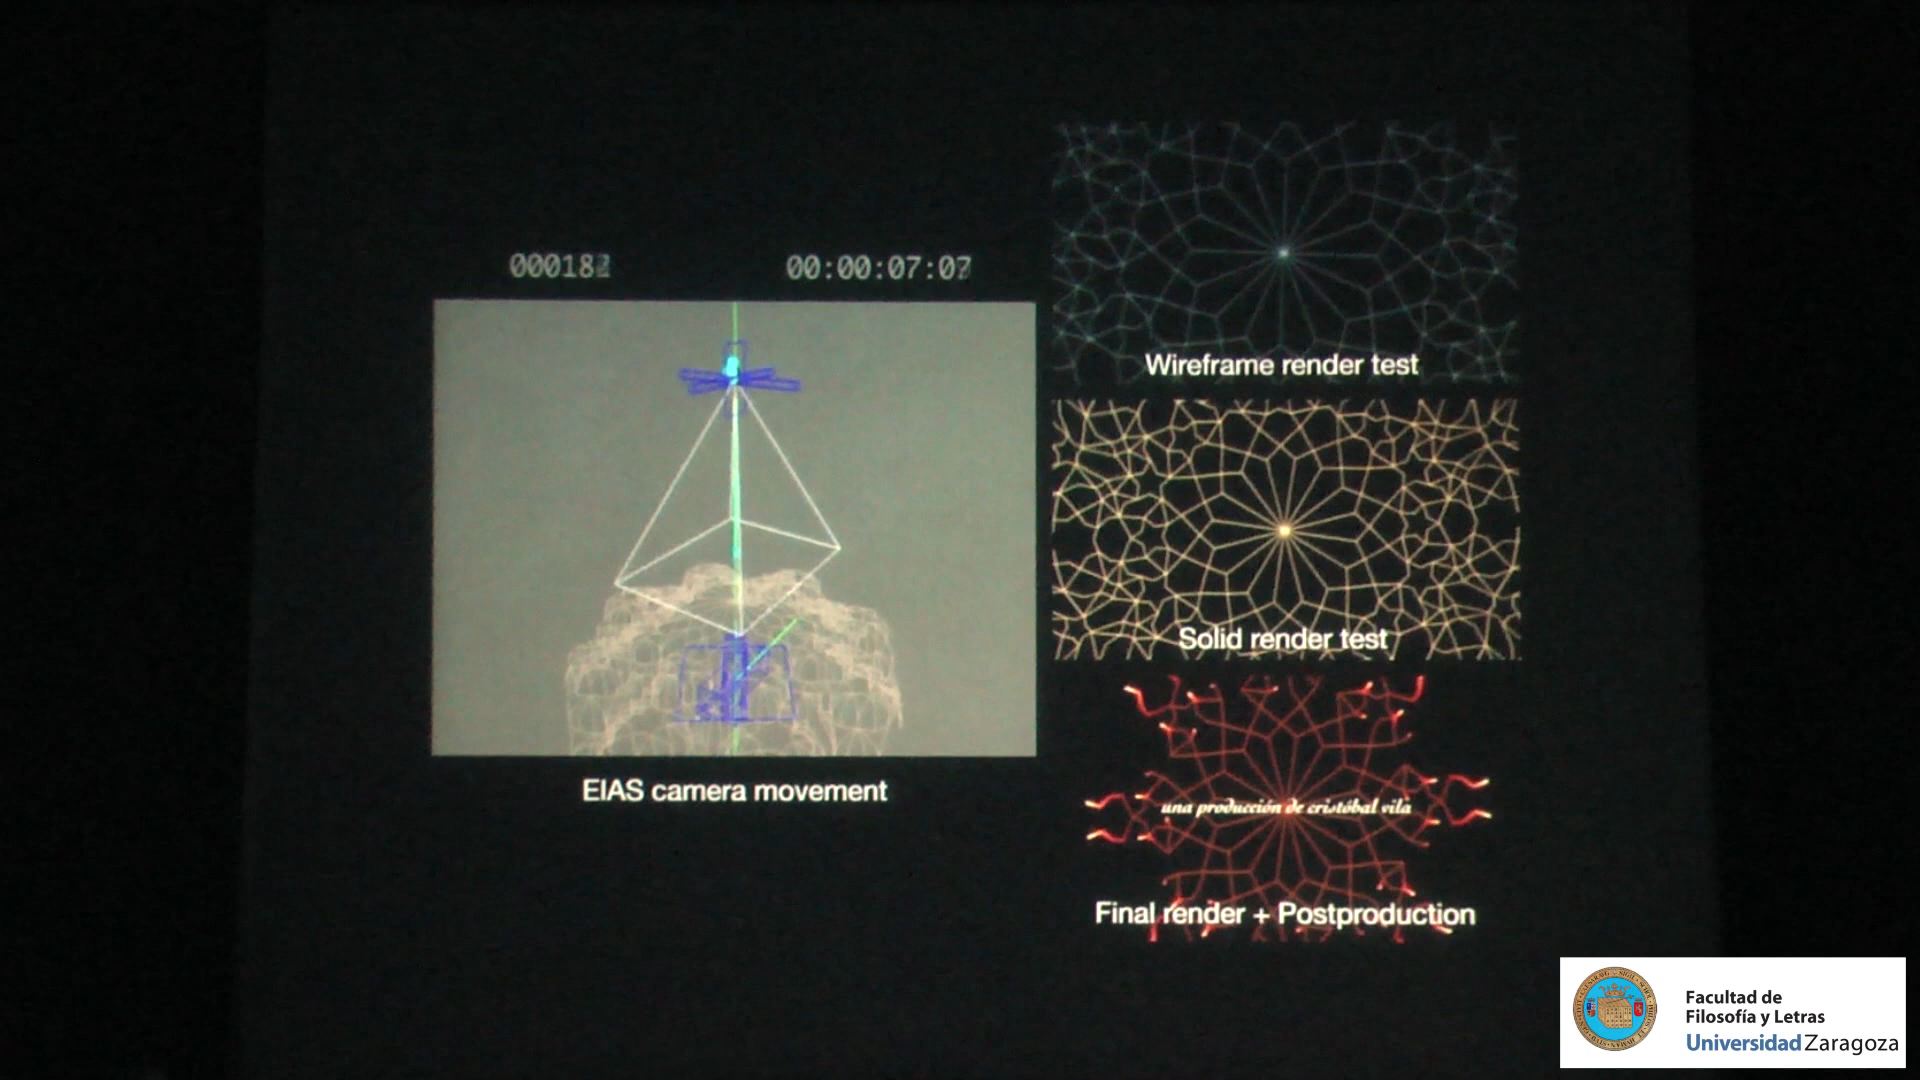 00:00:07:07
EIAS camera movement
Wireframe render test
Solid render test
una producción de cristóbal vila
Final render + Postproduction
Facultad de
Filosofía y Letras
Universidad Zaragoza